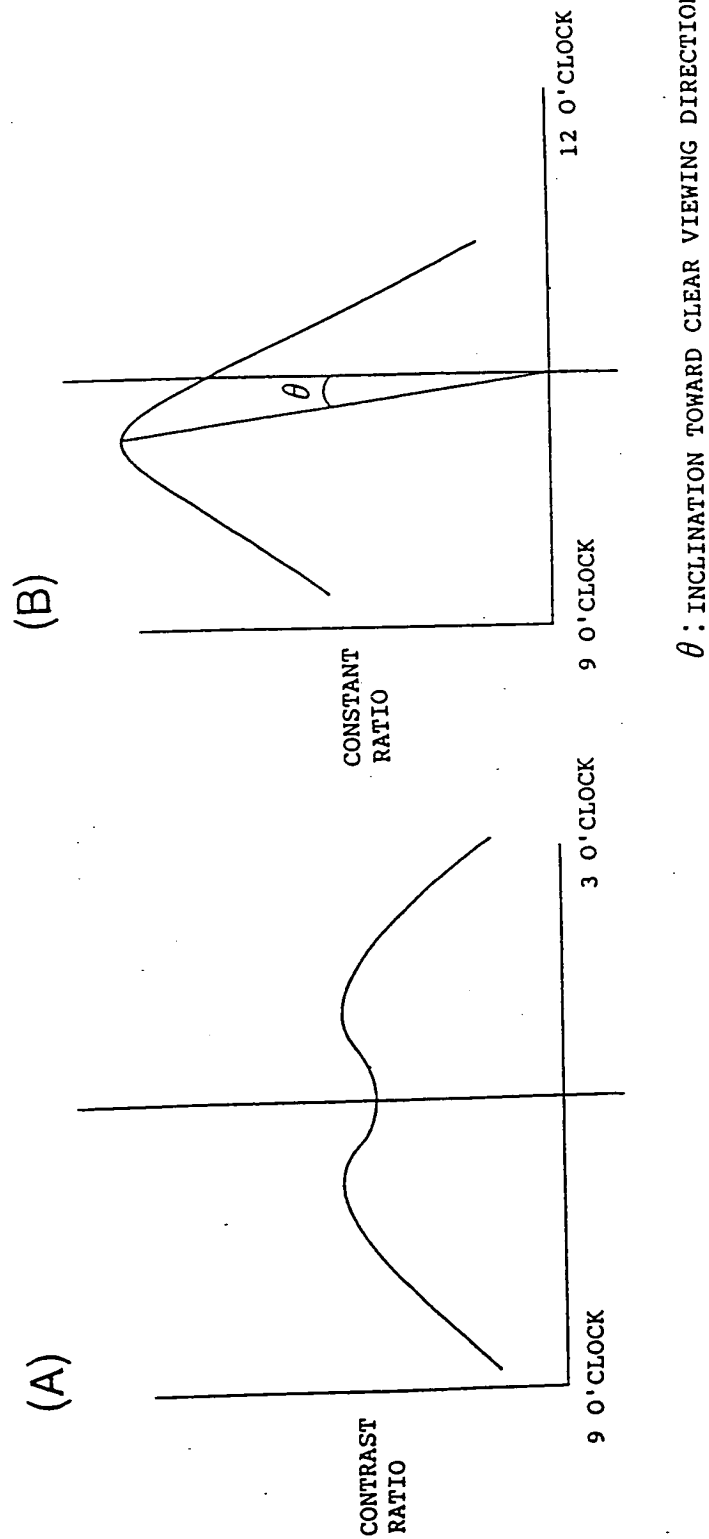 (A)
CONTRAST
RATIO
9 O'CLOCK
3 O'CLOCK
(B)
CONSTANT
RATIO
θ
9 O'CLOCK
12 O'CLOCK
θ : INCLINATION TOWARD CLEAR VIEWING DIRECTION